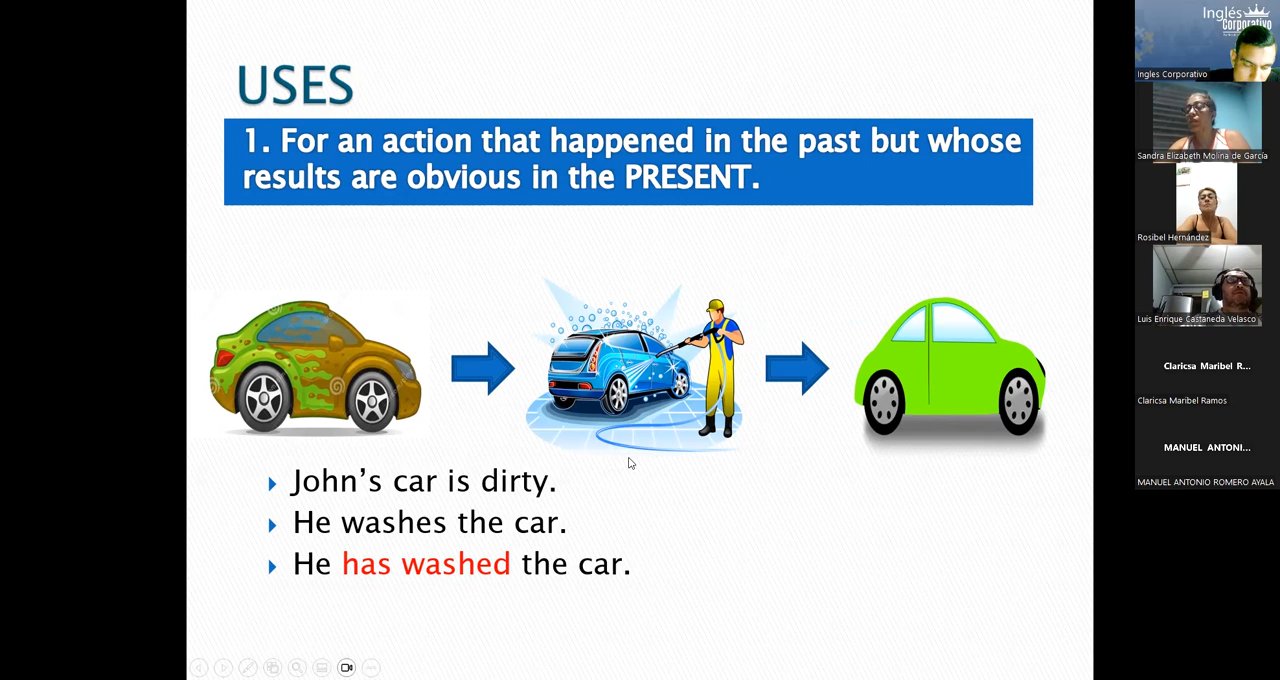 USES
1. For an action that happened in the past but whose
results are obvious in the PRESENT.
John's car is dirty.
He washes the car.
He has washed the car.
Inglés
Corporativo
Ingles Corporativo
Sandra Elizabeth Molina de García
Rosibel Hernández
Luis Enrique Castaneda Velasco
Claricsa Maribel R...
Claricsa Maribel Ramos
MANUEL ANTONI...
MANUEL ANTONIO ROMERO AYALA